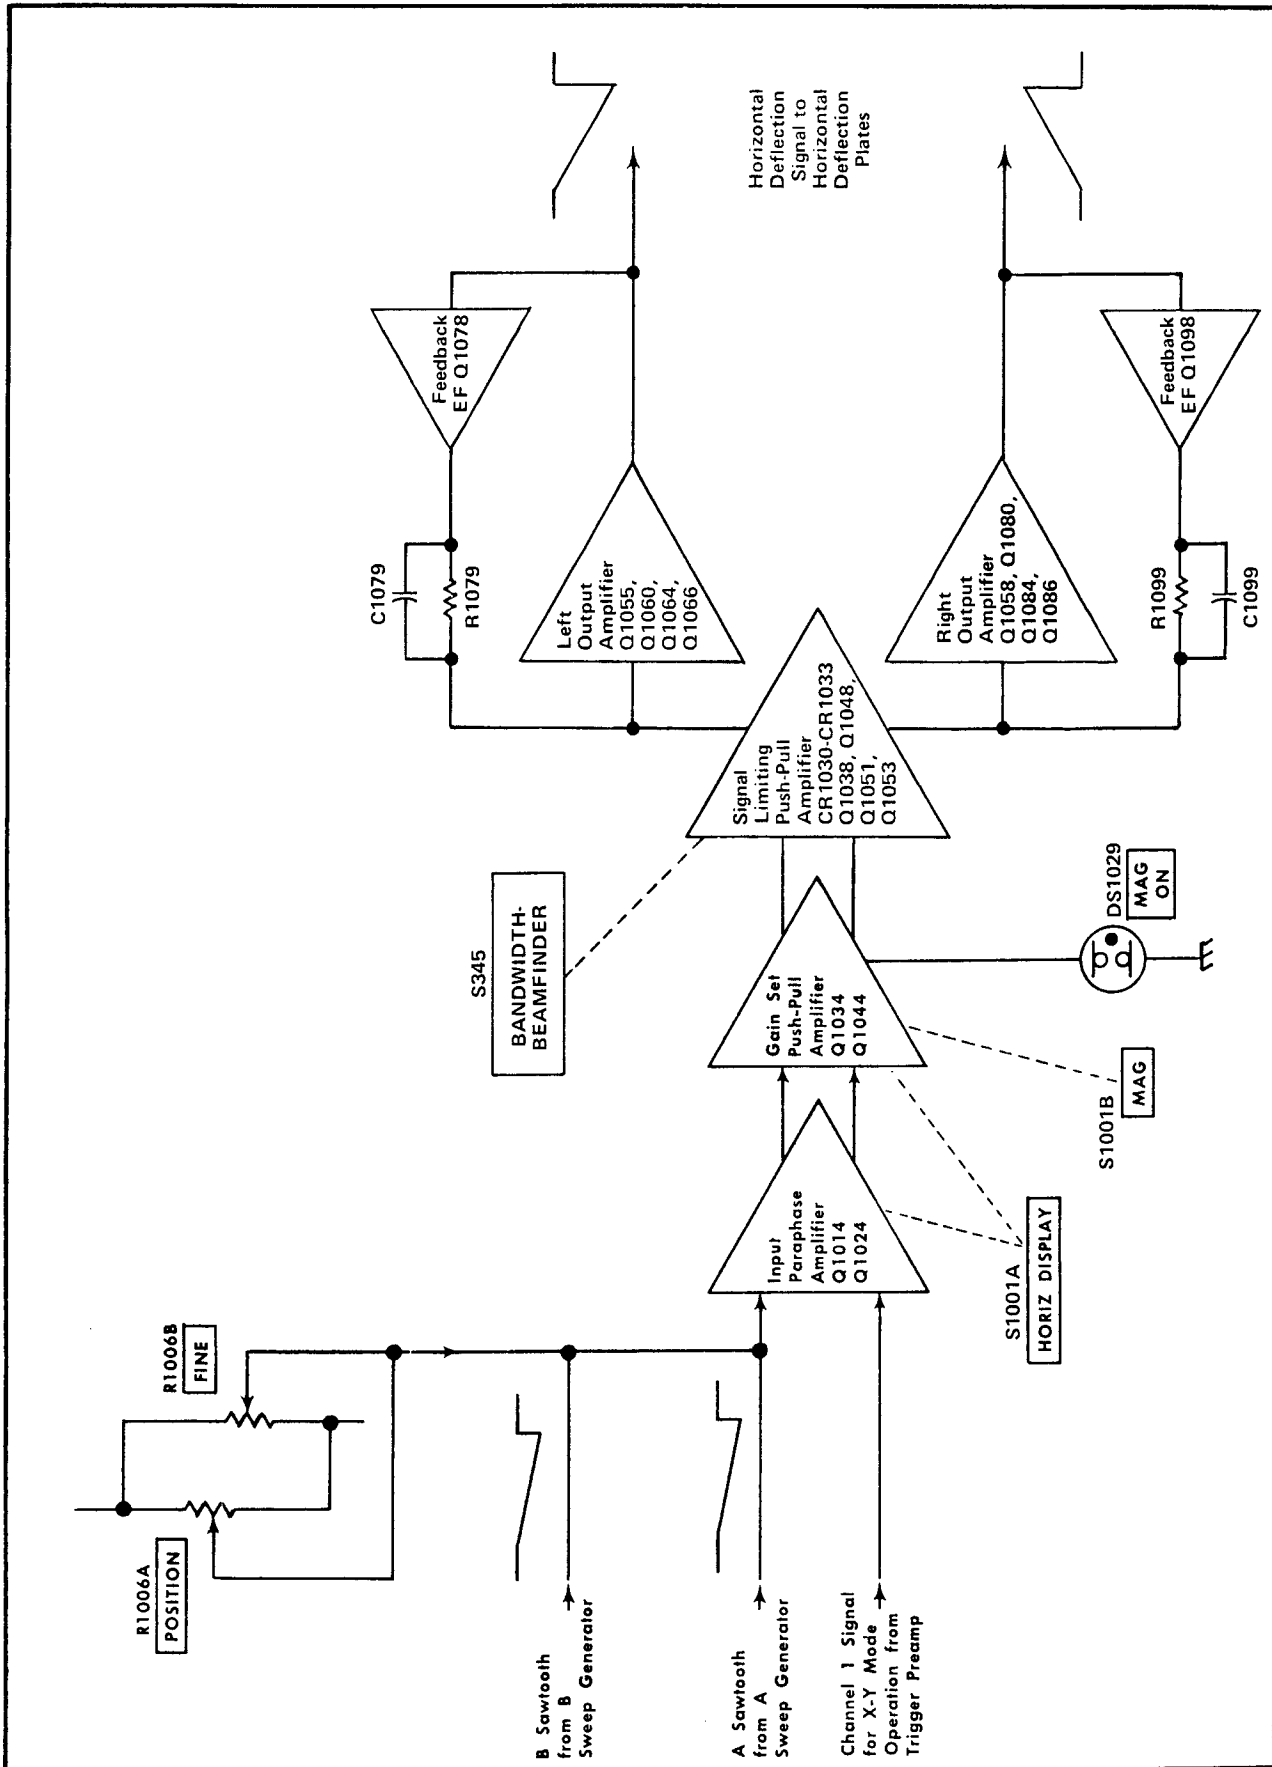 R1006A
POSITION
R1006B
FINE
B Sawtooth
from B
Sweep Generator
A Sawtooth
from A
Sweep Generator
Channel 1 Signal
for X-Y Mode
Operation from
Trigger Preamp
Input
Paraphase
Amplifier
Q1014
Q1024
S1001A
HORIZ DISPLAY
Gain Set
Push-Pull
Amplifier
Q1034
Q1044
S1001B
MAG
DS1029
MAG
ON
S345
BANDWIDTH-
BEAMFINDER
Signal
Limiting
Push-Pull
Amplifier
CR1030-CR1033
Q1038, Q1048,
Q1051,
Q1053
C1079
R1079
Left
Output
Amplifier
Q1055,
Q1060,
Q1064,
Q1066
Feedback
EF Q1078
Right
Output
Amplifier
Q1058, Q1080,
Q1084,
Q1086
R1099
C1099
Feedback
EF Q1098
Horizontal
Deflection
Signal to
Horizontal
Deflection
Plates